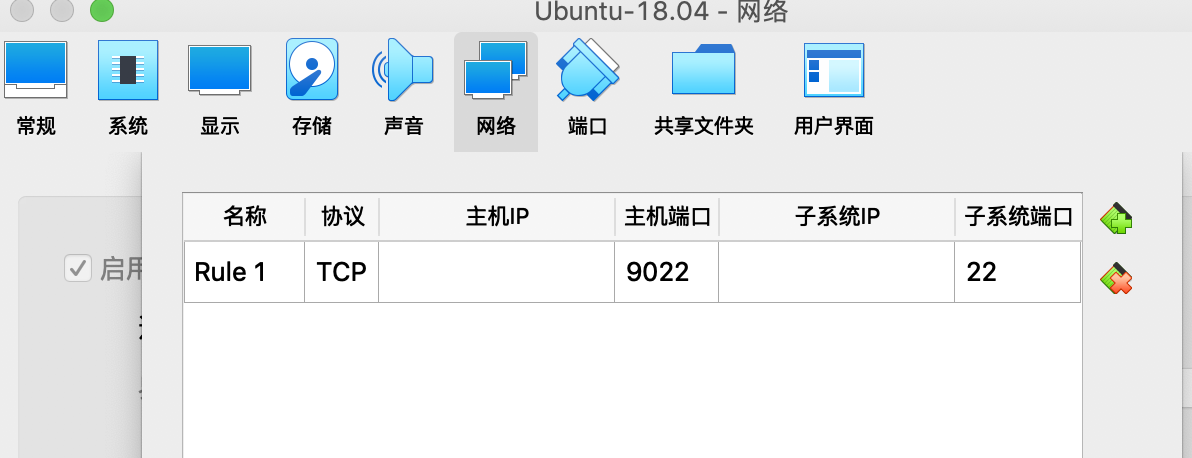 Ubuntu-18.04 - 网络
常规 系统 显示 存储 声音 网络 端口 共享文件夹 用户界面
名称 协议 主机IP 主机端口 子系统IP 子系统端口
启用
Rule 1 TCP 9022 22